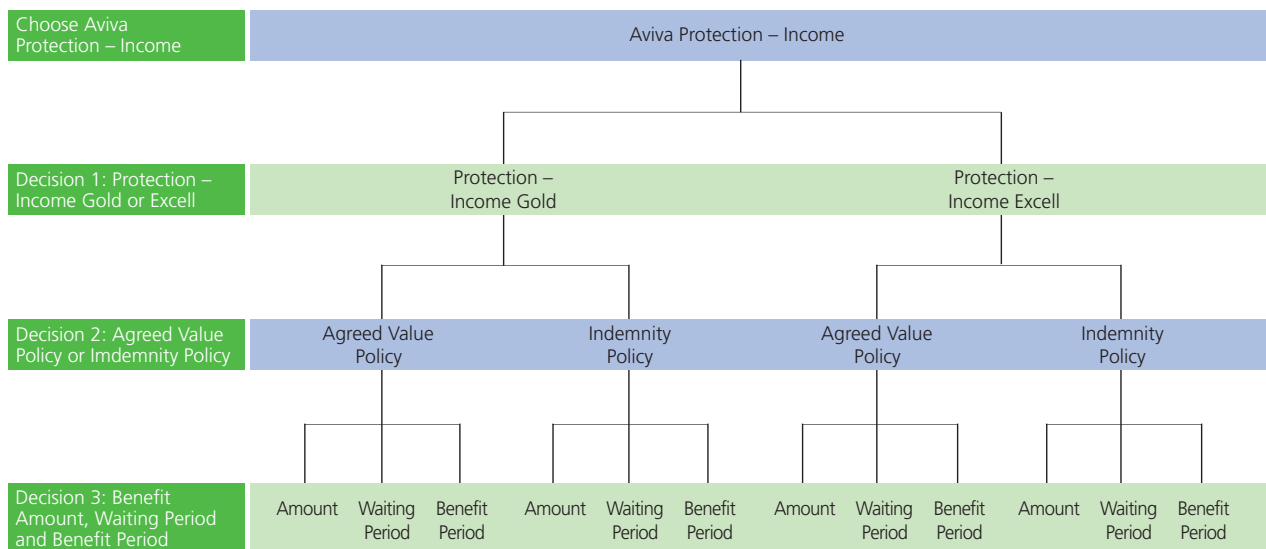 Choose Aviva
Protection – Income
Aviva Protection – Income
Decision 1: Protection –
Income Gold or Excell
Protection –
Income Gold
Protection –
Income Excell
Decision 2: Agreed Value
Policy or Imdemnity Policy
Agreed Value
Policy
Indemnity
Policy
Agreed Value
Policy
Indemnity
Policy
Decision 3: Benefit
Amount, Waiting Period
and Benefit Period
Amount
Waiting
Period
Benefit
Period
Amount
Waiting
Period
Benefit
Period
Amount
Waiting
Period
Benefit
Period
Amount
Waiting
Period
Benefit
Period